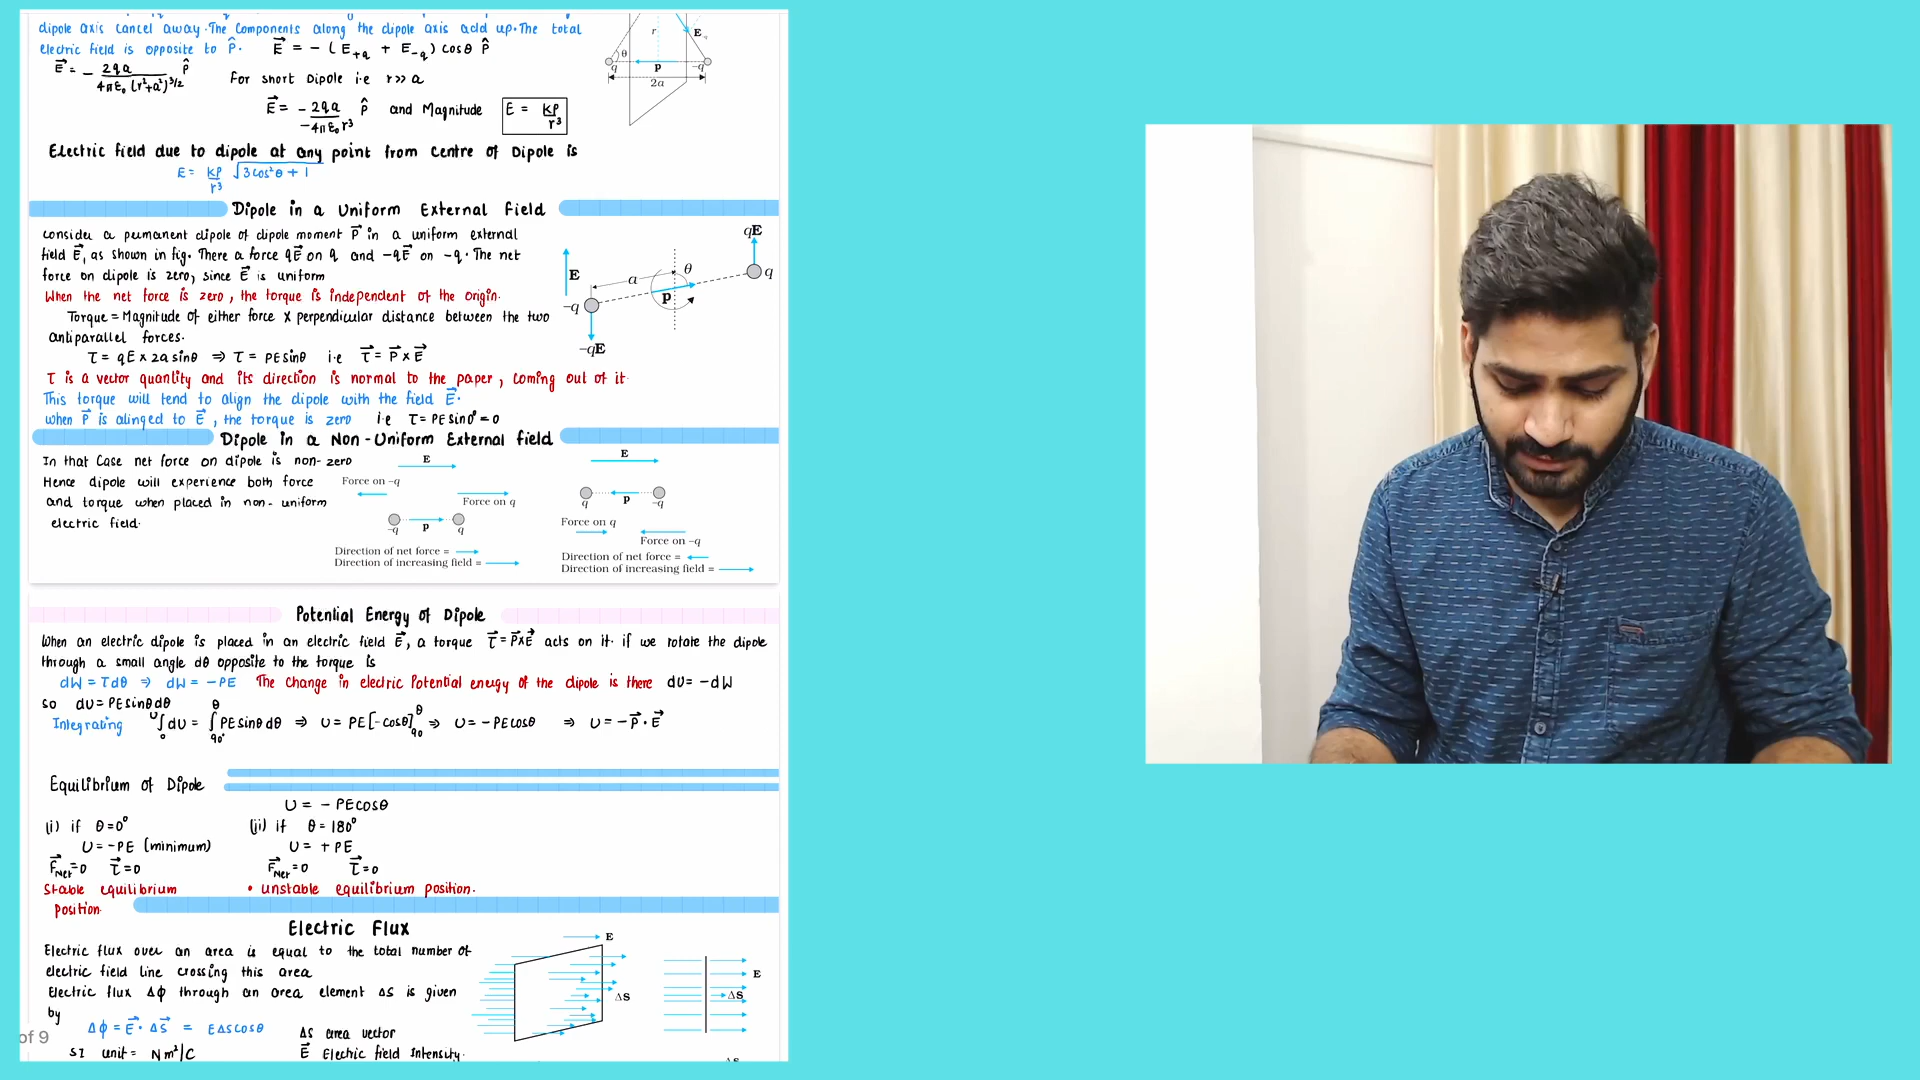 dipole axis cancel away. The components along the dipole axis add up. The total
electric field is opposite to P̂. E⃗ = - (E+q + E-q) cosθ P̂
E⃗ = - 2qa / 4πε₀ (r²+a²)^3/2 P̂ For short Dipole i.e r>> a
E⃗ = - 2qa / -4πε₀ r³ P̂ and Magnitude E = kp / r³
E-q
r
θ
q p -q
2a
Electric field due to dipole at any point from centre of Dipole is
E = kp / r³ √3cos²θ + 1
Dipole in a Uniform External Field
consider a permanent dipole of dipole moment P⃗ in a uniform external
field E⃗, as shown in fig. There a force qE⃗ on q and -qE⃗ on -q. The net
force on dipole is zero, since E⃗ is uniform
When the net force is zero, the torque is independent of the origin.
Torque = Magnitude of either force X perpendicular distance between the two
antiparallel forces.
τ = qE x 2a sinθ ⇒ τ = PE sinθ i.e τ⃗ = P⃗ x E⃗
τ is a vector quantity and its direction is normal to the paper, coming out of it
This torque will tend to align the dipole with the field E⃗.
when P⃗ is alinged to E⃗, the torque is zero i.e τ = PE sin0° = 0
qE
E
a
θ
q
p
-q
-qE
Dipole in a Non-Uniform External field
In that Case net force on dipole is non-zero
Hence dipole will experience both force
and torque when placed in non-uniform
electric field.
E
Force on -q
Force on q
-q p q
Direction of net force =
Direction of increasing field =
E
q p -q
Force on q
Force on -q
Direction of net force =
Direction of increasing field =
Potential Energy of Dipole
When an electric dipole is placed in an electric field E⃗, a torque τ⃗ = P⃗xE⃗ acts on it. if we rotate the dipole
through a small angle dθ opposite to the torque is
dW = τdθ ⇒ dW = -PE The Change in electric Potential energy of the dipole is there dU = -dW
so dU = PE sinθ dθ
Integrating ∫₀ᵁ dU = ∫90°^θ PE sinθ dθ ⇒ U = PE [-cosθ]90^θ ⇒ U = -PE cosθ ⇒ U = -P⃗ . E⃗
Equilibrium of Dipole
U = - PE cosθ
(i) if θ = 0° (ii) if θ = 180°
U = -PE (minimum) U = + PE
F⃗Net = 0 τ⃗ = 0 F⃗Net = 0 τ⃗ = 0
Stable equilibrium • unstable equilibrium position.
Position.
Electric Flux
Electric flux over an area is equal to the total number of
electric field line crossing this area
Electric flux Δϕ through an area element ΔS is given
by
Δϕ = E⃗ . ΔS⃗ = EΔS cosθ ΔS area vector
SI unit = Nm²/C E⃗ Electric field Intensity.
E
ΔS
E
ΔS
ΔS
of 9